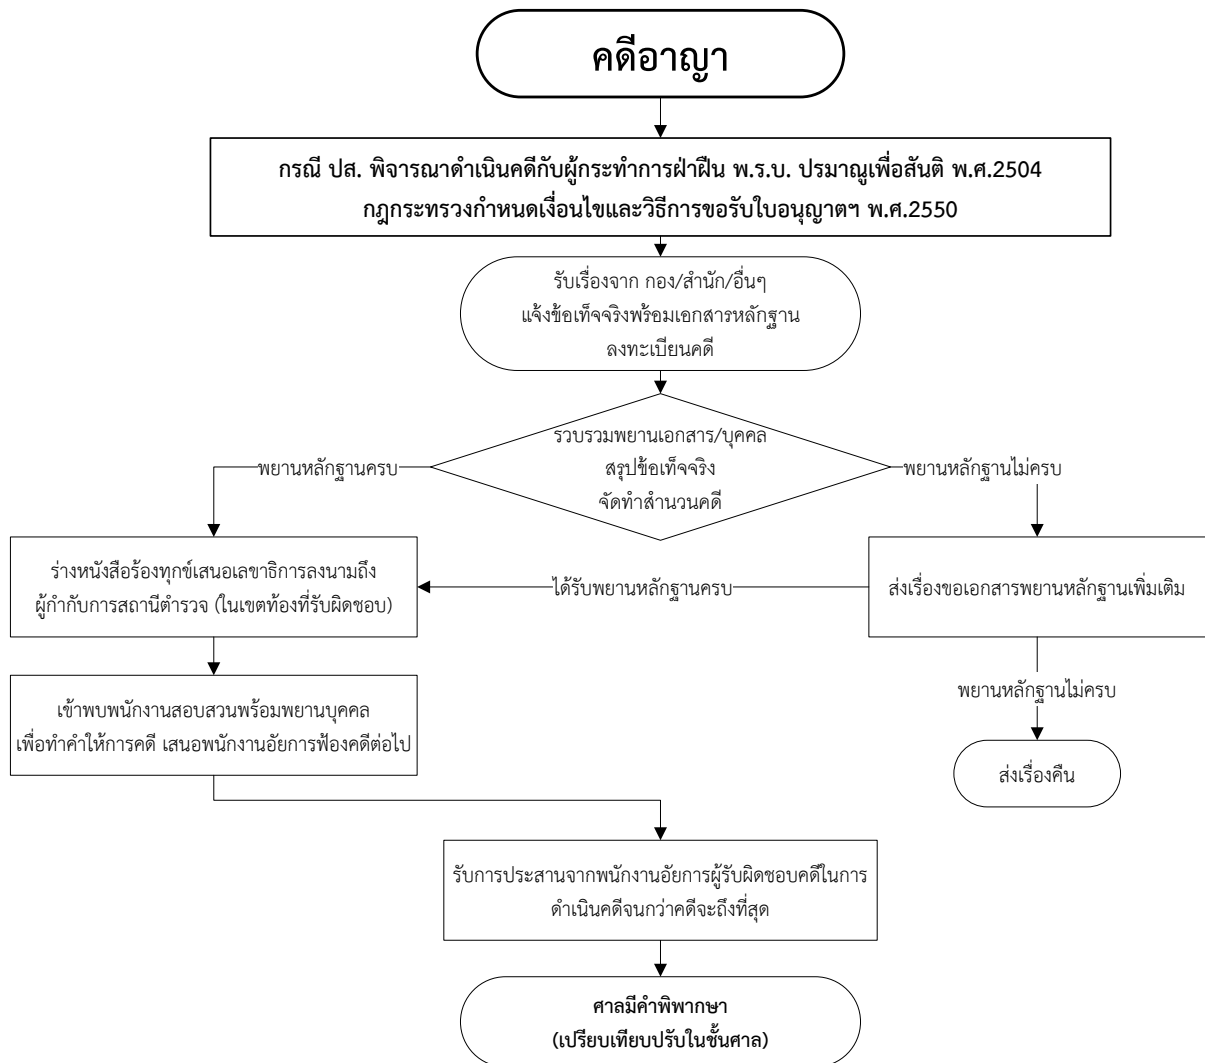 คดีอาญา
กรณี ปส. พิจารณาดำเนินคดีกับผู้กระทำการฝ่าฝืน พ.ร.บ. ปรมาณูเพื่อสันติ พ.ศ.2504
กฎกระทรวงกำหนดเงื่อนไขและวิธีการขอรับใบอนุญาตฯ พ.ศ.2550
รับเรื่องจาก กอง/สำนัก/อื่นๆ
แจ้งข้อเท็จจริงพร้อมเอกสารหลักฐาน
ลงทะเบียนคดี
รวบรวมพยานเอกสาร/บุคคล
สรุปข้อเท็จจริง
จัดทำสำนวนคดี
พยานหลักฐานครบ
พยานหลักฐานไม่ครบ
ร่างหนังสือร้องทุกข์เสนอเลขาธิการลงนามถึง
ผู้กำกับการสถานีตำรวจ (ในเขตท้องที่รับผิดชอบ)
ได้รับพยานหลักฐานครบ
ส่งเรื่องขอเอกสารพยานหลักฐานเพิ่มเติม
เข้าพบพนักงานสอบสวนพร้อมพยานบุคคล
เพื่อทำคำให้การคดี เสนอพนักงานอัยการฟ้องคดีต่อไป
พยานหลักฐานไม่ครบ
ส่งเรื่องคืน
รับการประสานจากพนักงานอัยการผู้รับผิดชอบคดีในการ
ดำเนินคดีจนกว่าคดีจะถึงที่สุด
ศาลมีคำพิพากษา
(เปรียบเทียบปรับในชั้นศาล)